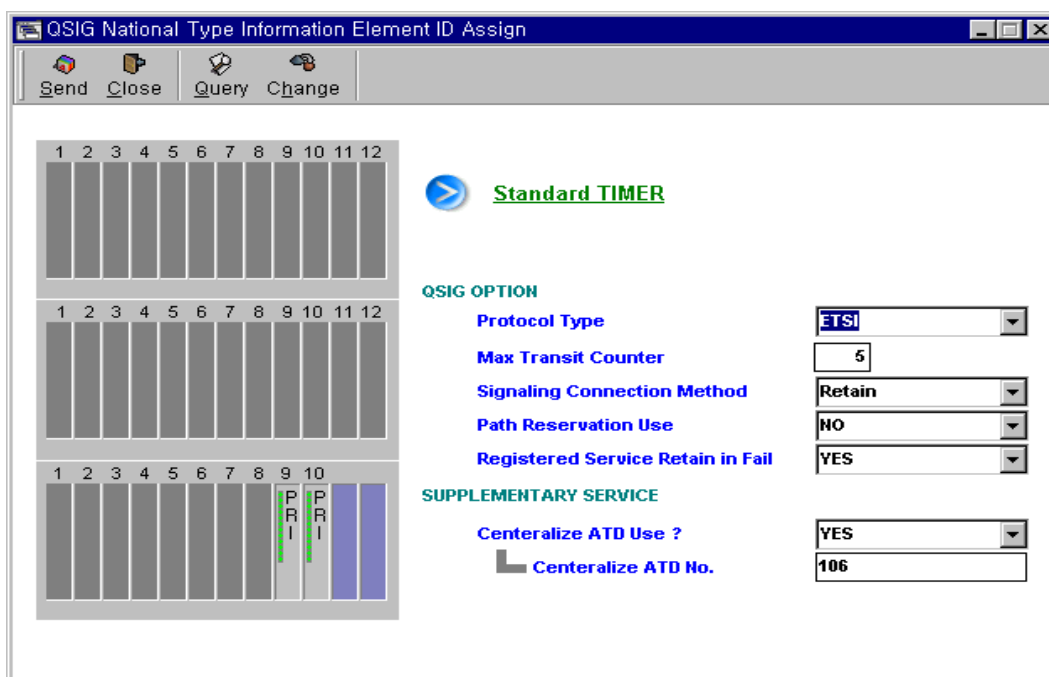 QSIG National Type Information Element ID Assign
Send Close Query Change
1 2 3 4 5 6 7 8 9 10 11 12
Standard TIMER
QSIG OPTION
1 2 3 4 5 6 7 8 9 10 11 12
Protocol Type ETSI
Max Transit Counter 5
Signaling Connection Method Retain
Path Reservation Use NO
Registered Service Retain in Fail YES
1 2 3 4 5 6 7 8 9 10
PRI PRI
SUPPLEMENTARY SERVICE
Centeralize ATD Use ? YES
Centeralize ATD No. 106